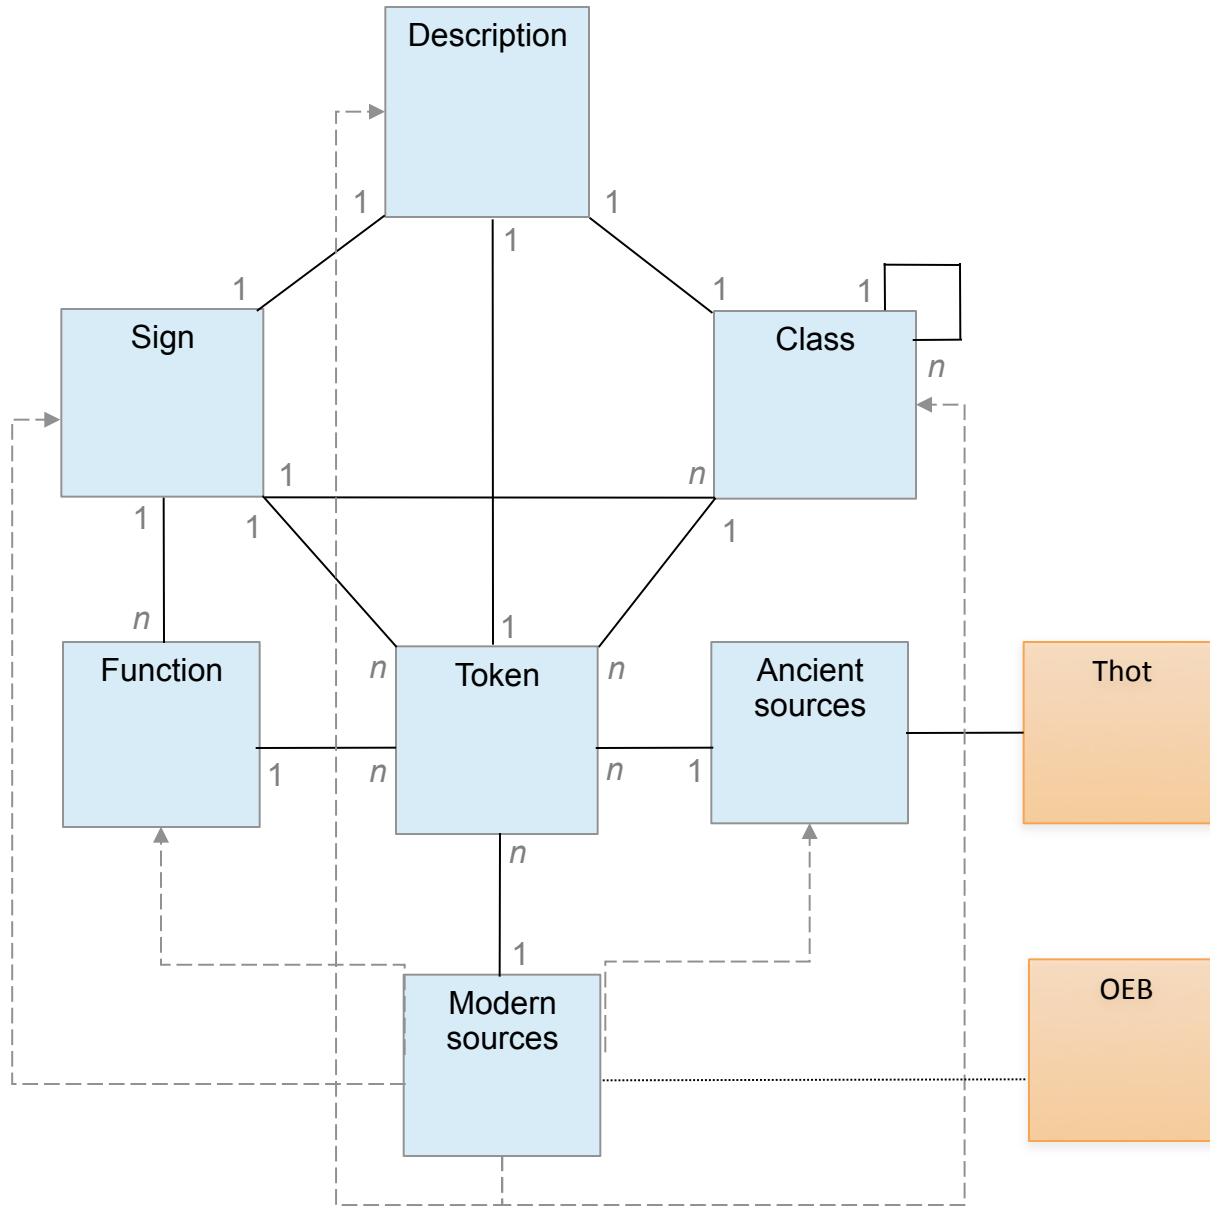 Description
1 1
1
1 1 1
Sign
Class
n
1 n
1 1 1
n 1
Function
Token
Ancient
sources
Thot
n n
1 n n 1
n
1
Modern
sources
OEB